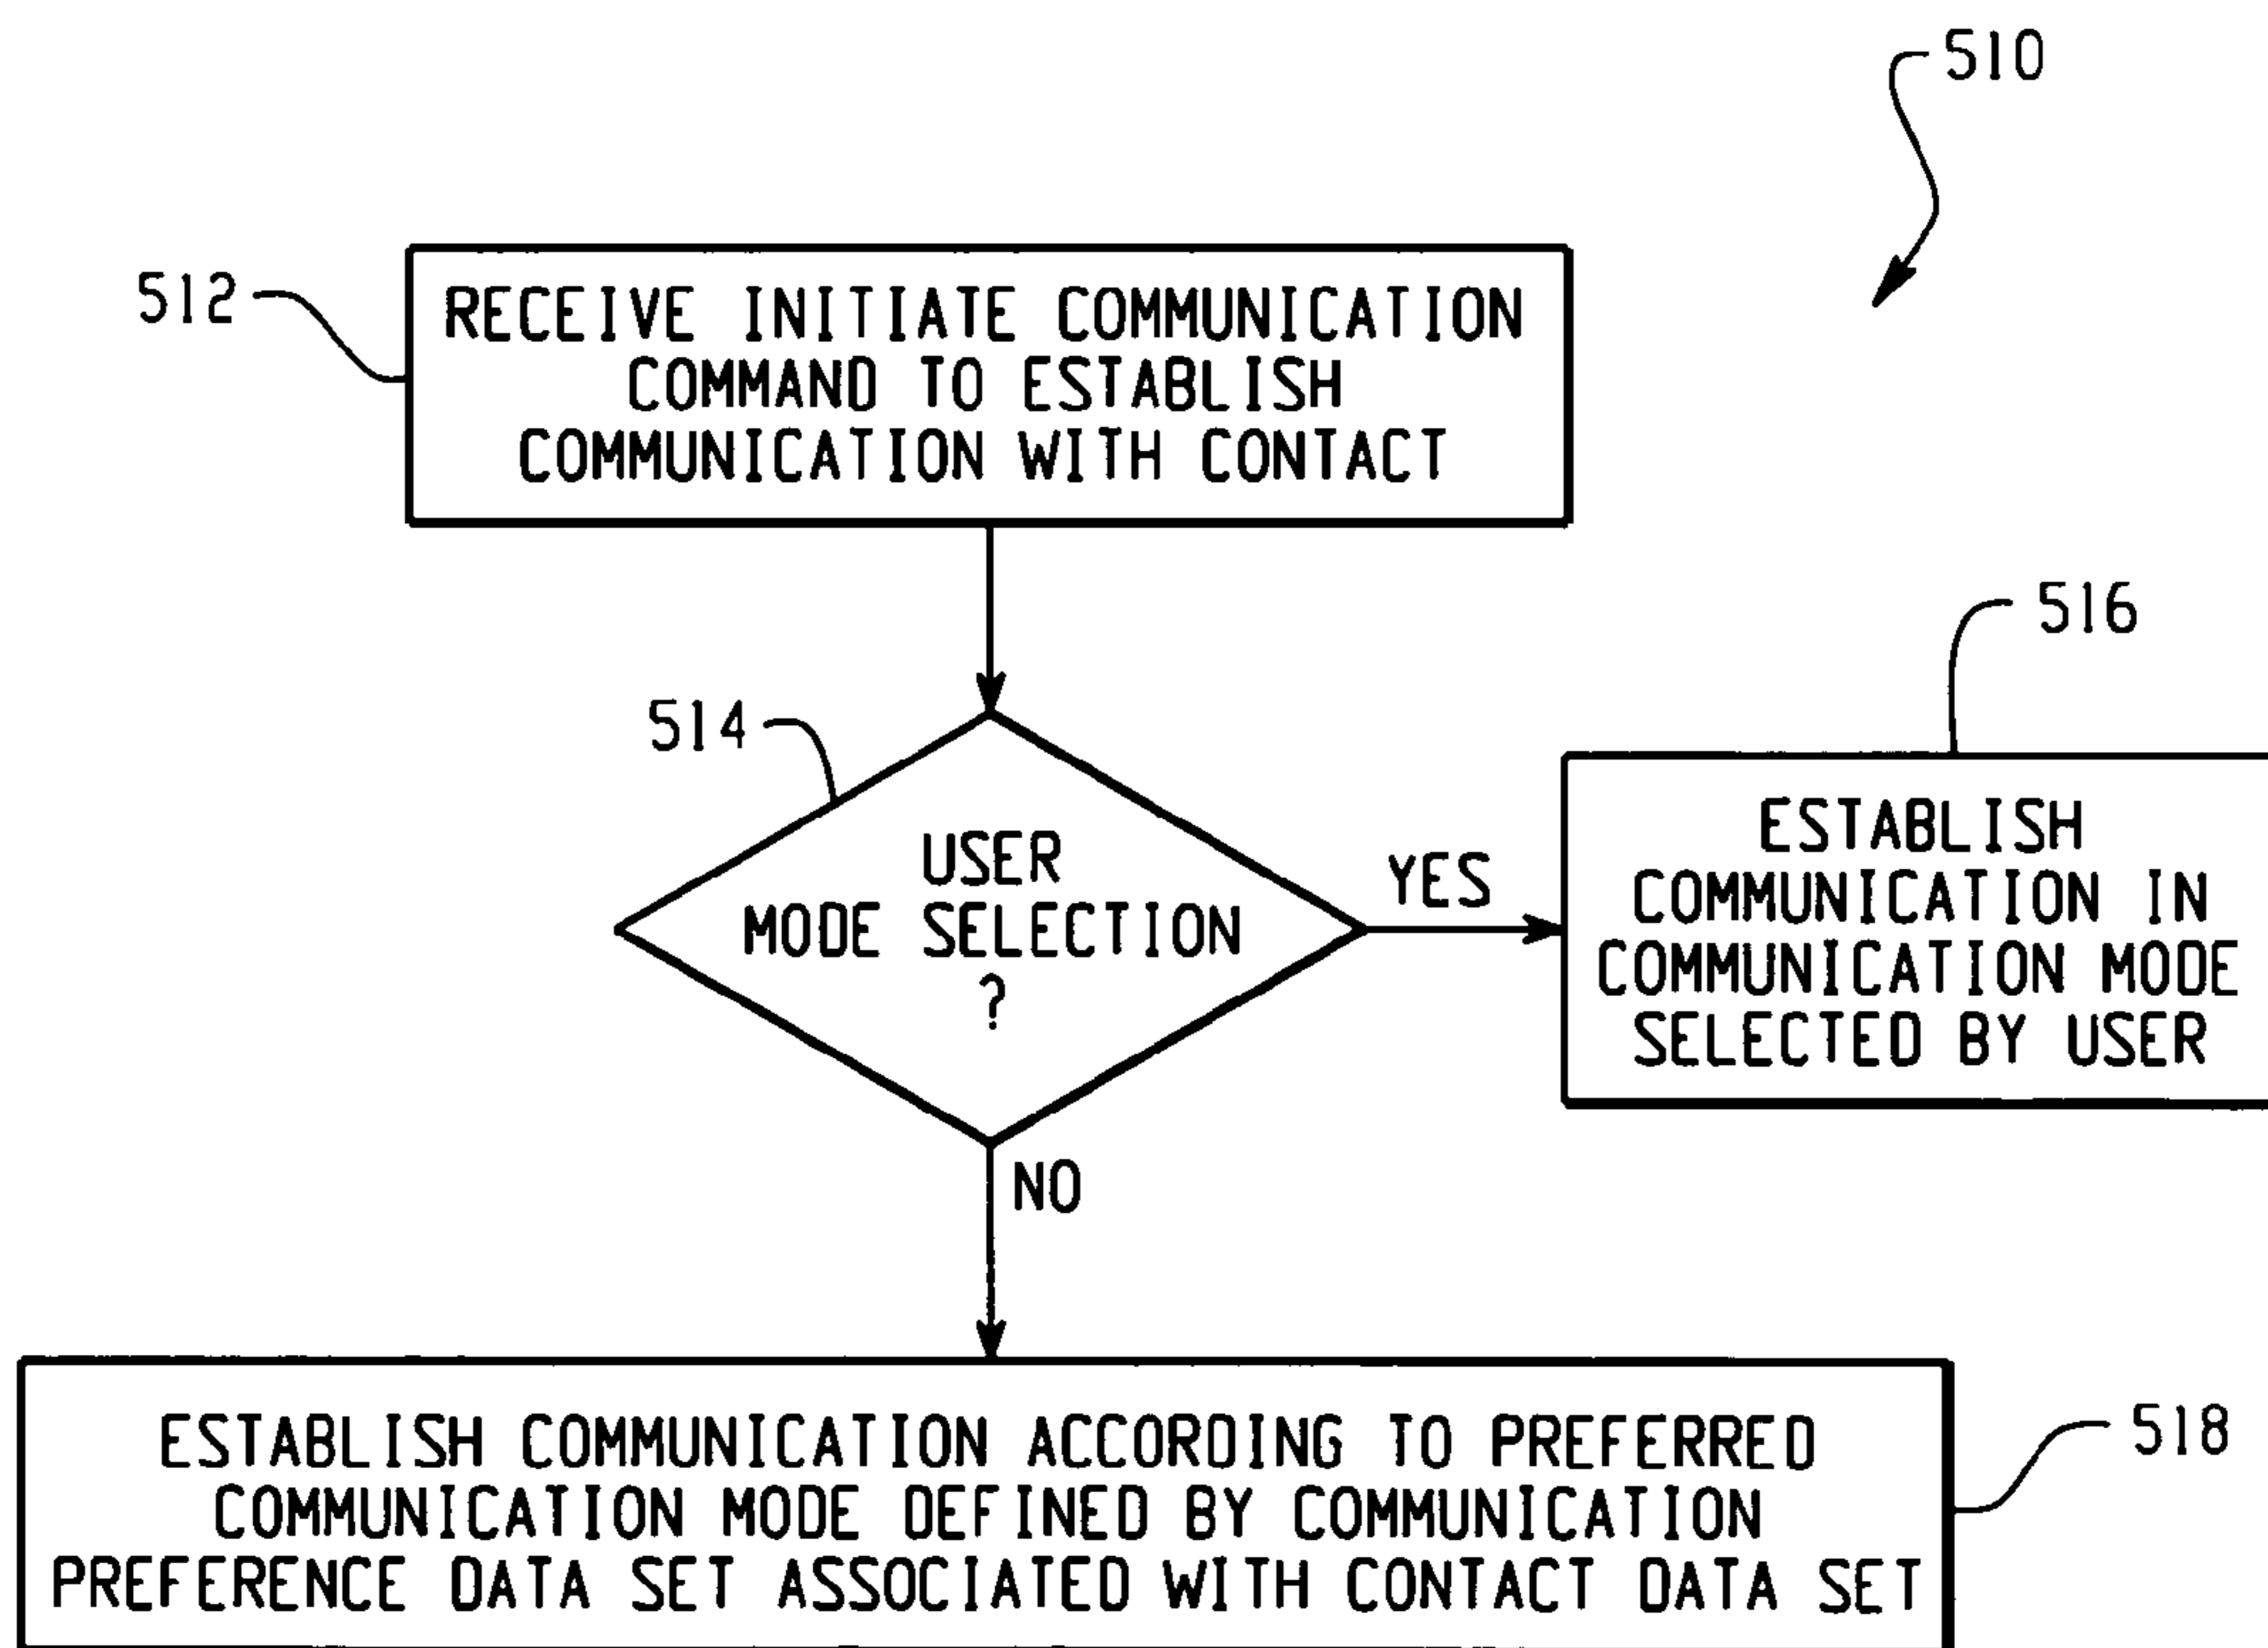 510
512
RECEIVE INITIATE COMMUNICATION
COMMAND TO ESTABLISH
COMMUNICATION WITH CONTACT
514
USER
MODE SELECTION
?
YES
516
ESTABLISH
COMMUNICATION IN
COMMUNICATION MODE
SELECTED BY USER
NO
518
ESTABLISH COMMUNICATION ACCORDING TO PREFERRED
COMMUNICATION MODE DEFINED BY COMMUNICATION
PREFERENCE DATA SET ASSOCIATED WITH CONTACT DATA SET